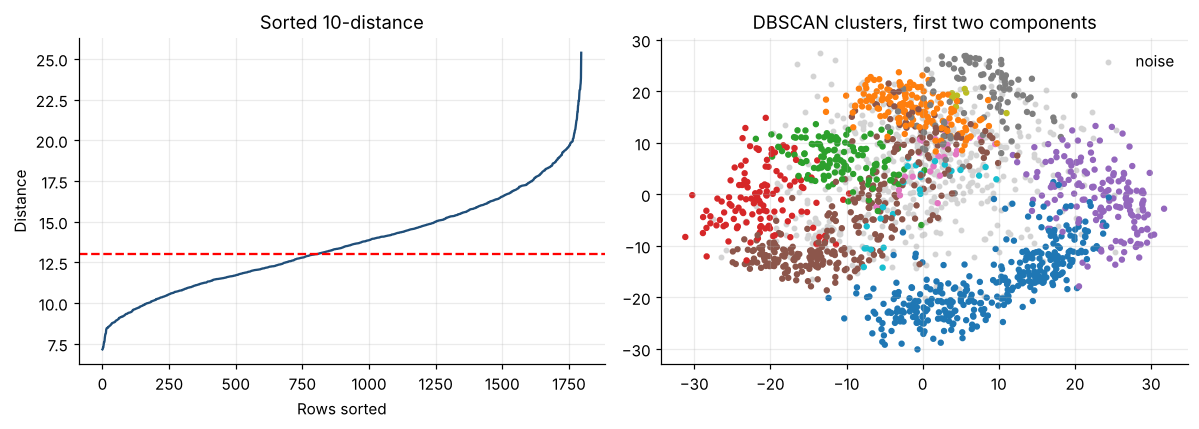 Sorted 10-distance
Distance
25.0
22.5
20.0
17.5
15.0
12.5
10.0
7.5
0 250 500 750 1000 1250 1500 1750
Rows sorted
DBSCAN clusters, first two components
noise
30
20
10
0
−10
−20
−30
−30 −20 −10 0 10 20 30